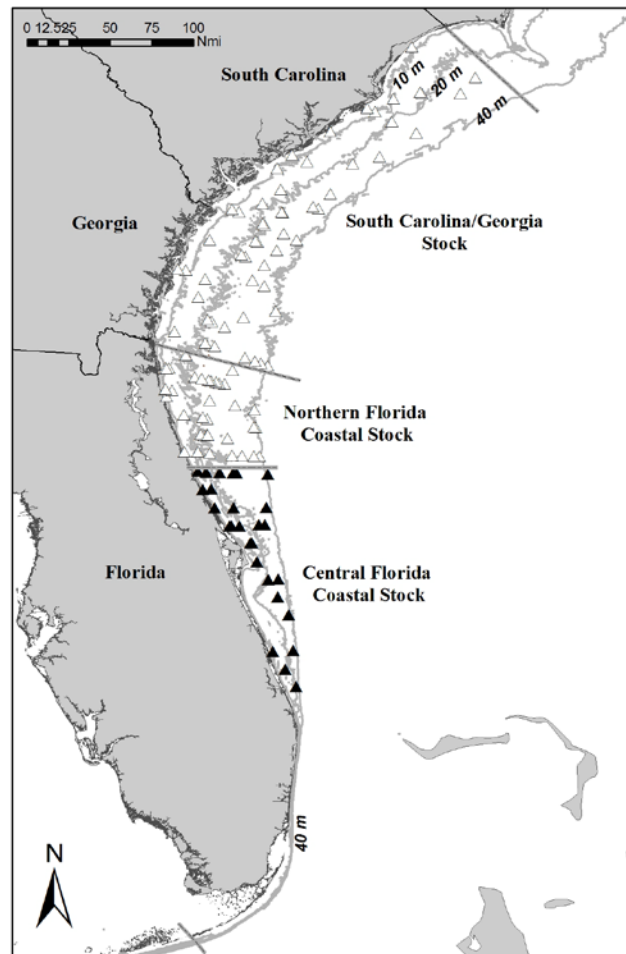 0 12.525 50 75 100
Nmi
South Carolina
10 m
20 m
40 m
Georgia
South Carolina/Georgia
Stock
Northern Florida
Coastal Stock
Florida
Central Florida
Coastal Stock
40 m
N